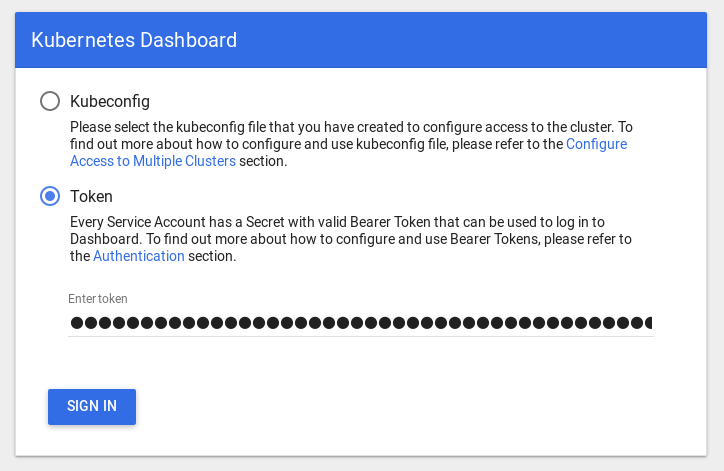 Kubernetes Dashboard
Kubeconfig
Please select the kubeconfig file that you have created to configure access to the cluster. To
find out more about how to configure and use kubeconfig file, please refer to the Configure
Access to Multiple Clusters section.
Token
Every Service Account has a Secret with valid Bearer Token that can be used to log in to
Dashboard. To find out more about how to configure and use Bearer Tokens, please refer to
the Authentication section.
Enter token
SIGN IN